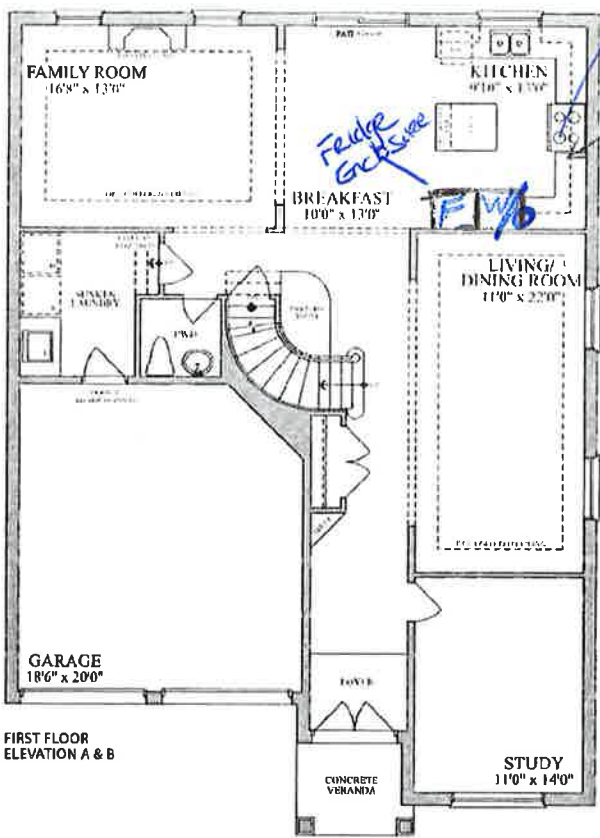 FAMILY ROOM
16'8" x 13'0"
KITCHEN
9'10" x 13'0"
Fridge
Enclosure
BREAKFAST
10'0" x 13'0"
F
W/O
LIVING/
DINING ROOM
11'0" x 22'0"
SUNKEN
LAUNDRY
PWD
GARAGE
18'6" x 20'0"
FOYER
FIRST FLOOR
ELEVATION A & B
CONCRETE
VERANDA
STUDY
11'0" x 14'0"